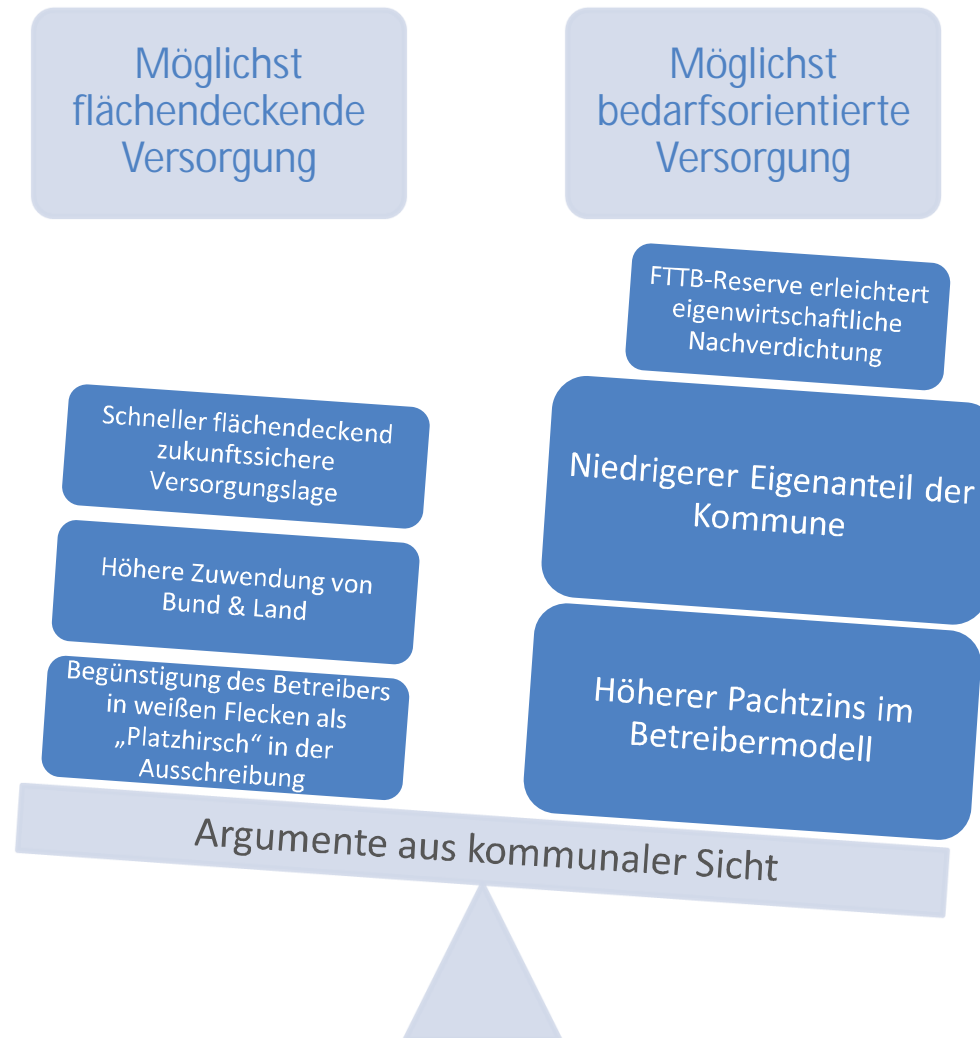 Möglichst
flächendeckende
Versorgung
Möglichst
bedarfsorientierte
Versorgung
Schneller flächendeckend
zukunftssichere
Versorgungslage
Höhere Zuwendung von
Bund & Land
Begünstigung des Betreibers
in weißen Flecken als
„Platzhirsch“ in der
Ausschreibung
FTTB-Reserve erleichtert
eigenwirtschaftliche
Nachverdichtung
Niedrigerer Eigenanteil der
Kommune
Höherer Pachtzins im
Betreibermodell
Argumente aus kommunaler Sicht